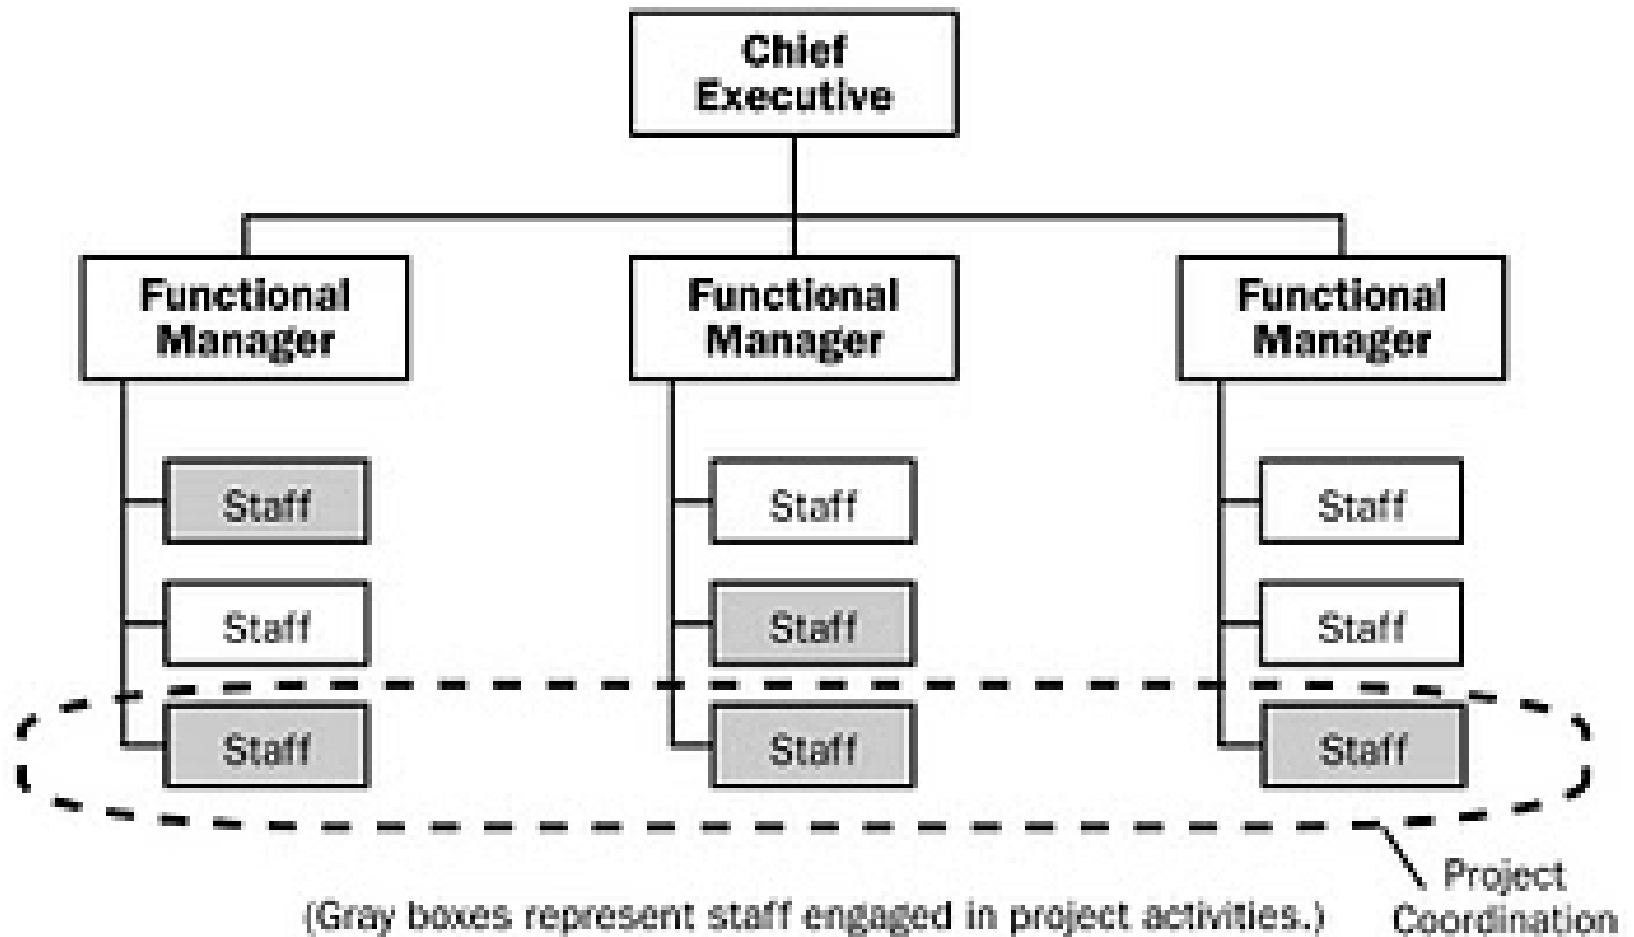 Chief
Executive
Functional
Manager
Functional
Manager
Functional
Manager
Staff
Staff
Staff
Staff
Staff
Staff
Staff
Staff
Staff
Project
Coordination
(Gray boxes represent staff engaged in project activities.)